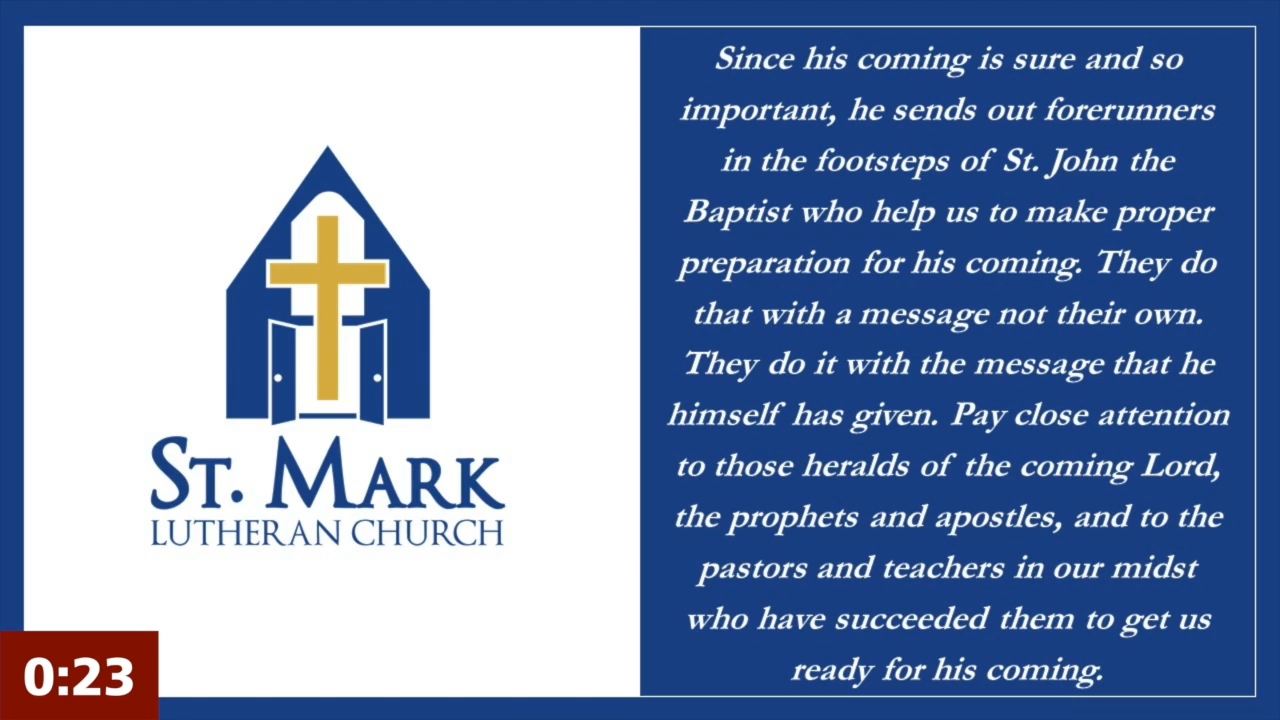 St. Mark
Lutheran Church
0:23
Since his coming is sure and so
important, he sends out forerunners
in the footsteps of St. John the
Baptist who help us to make proper
preparation for his coming. They do
that with a message not their own.
They do it with the message that he
himself has given. Pay close attention
to those heralds of the coming Lord,
the prophets and apostles, and to the
pastors and teachers in our midst
who have succeeded them to get us
ready for his coming.